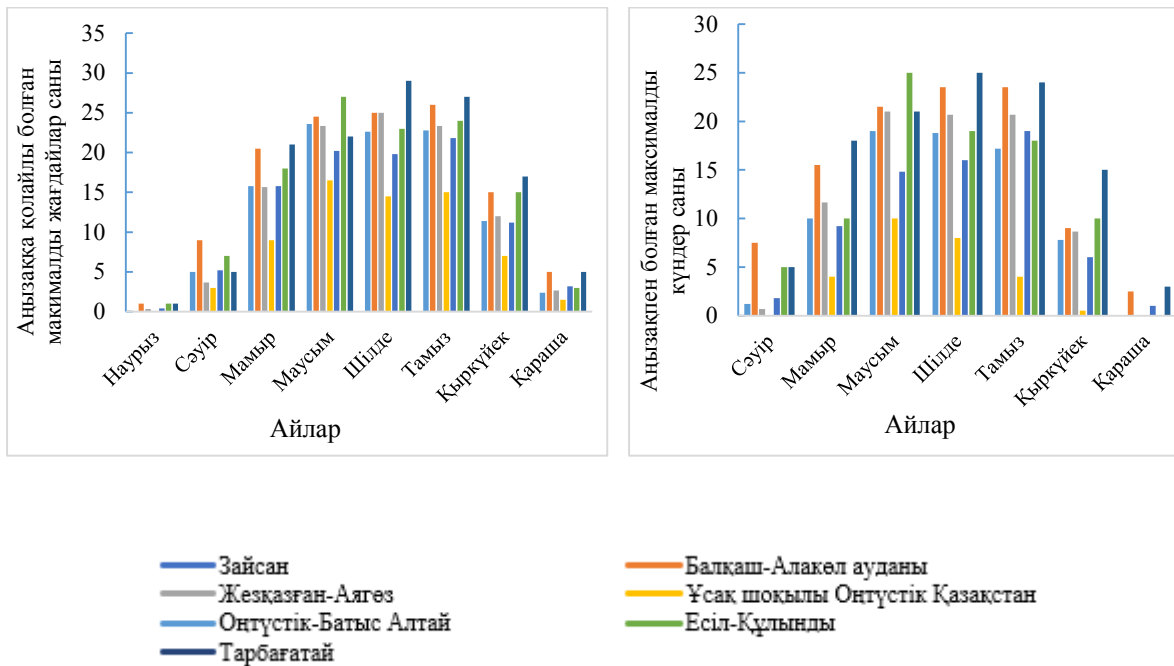 Аңызаққа қолайлы болған
макималды жағдайлар саны
35
30
25
20
15
10
5
0
Наурыз
Сәуір
Мамыр
Маусым
Шілде
Тамыз
Қыркүйек
Қараша
Айлар
Аңызақпен болған максималды
күндер саны
30
25
20
15
10
5
0
Сәуір
Мамыр
Маусым
Шілде
Тамыз
Қыркүйек
Қараша
Айлар
Зайсан
Балқаш-Алакөл ауданы
Жезқазған-Аягөз
Ұсақ шоқылы Оңтүстік Қазақстан
Оңтүстік-Батыс Алтай
Есіл-Құлынды
Тарбағатай